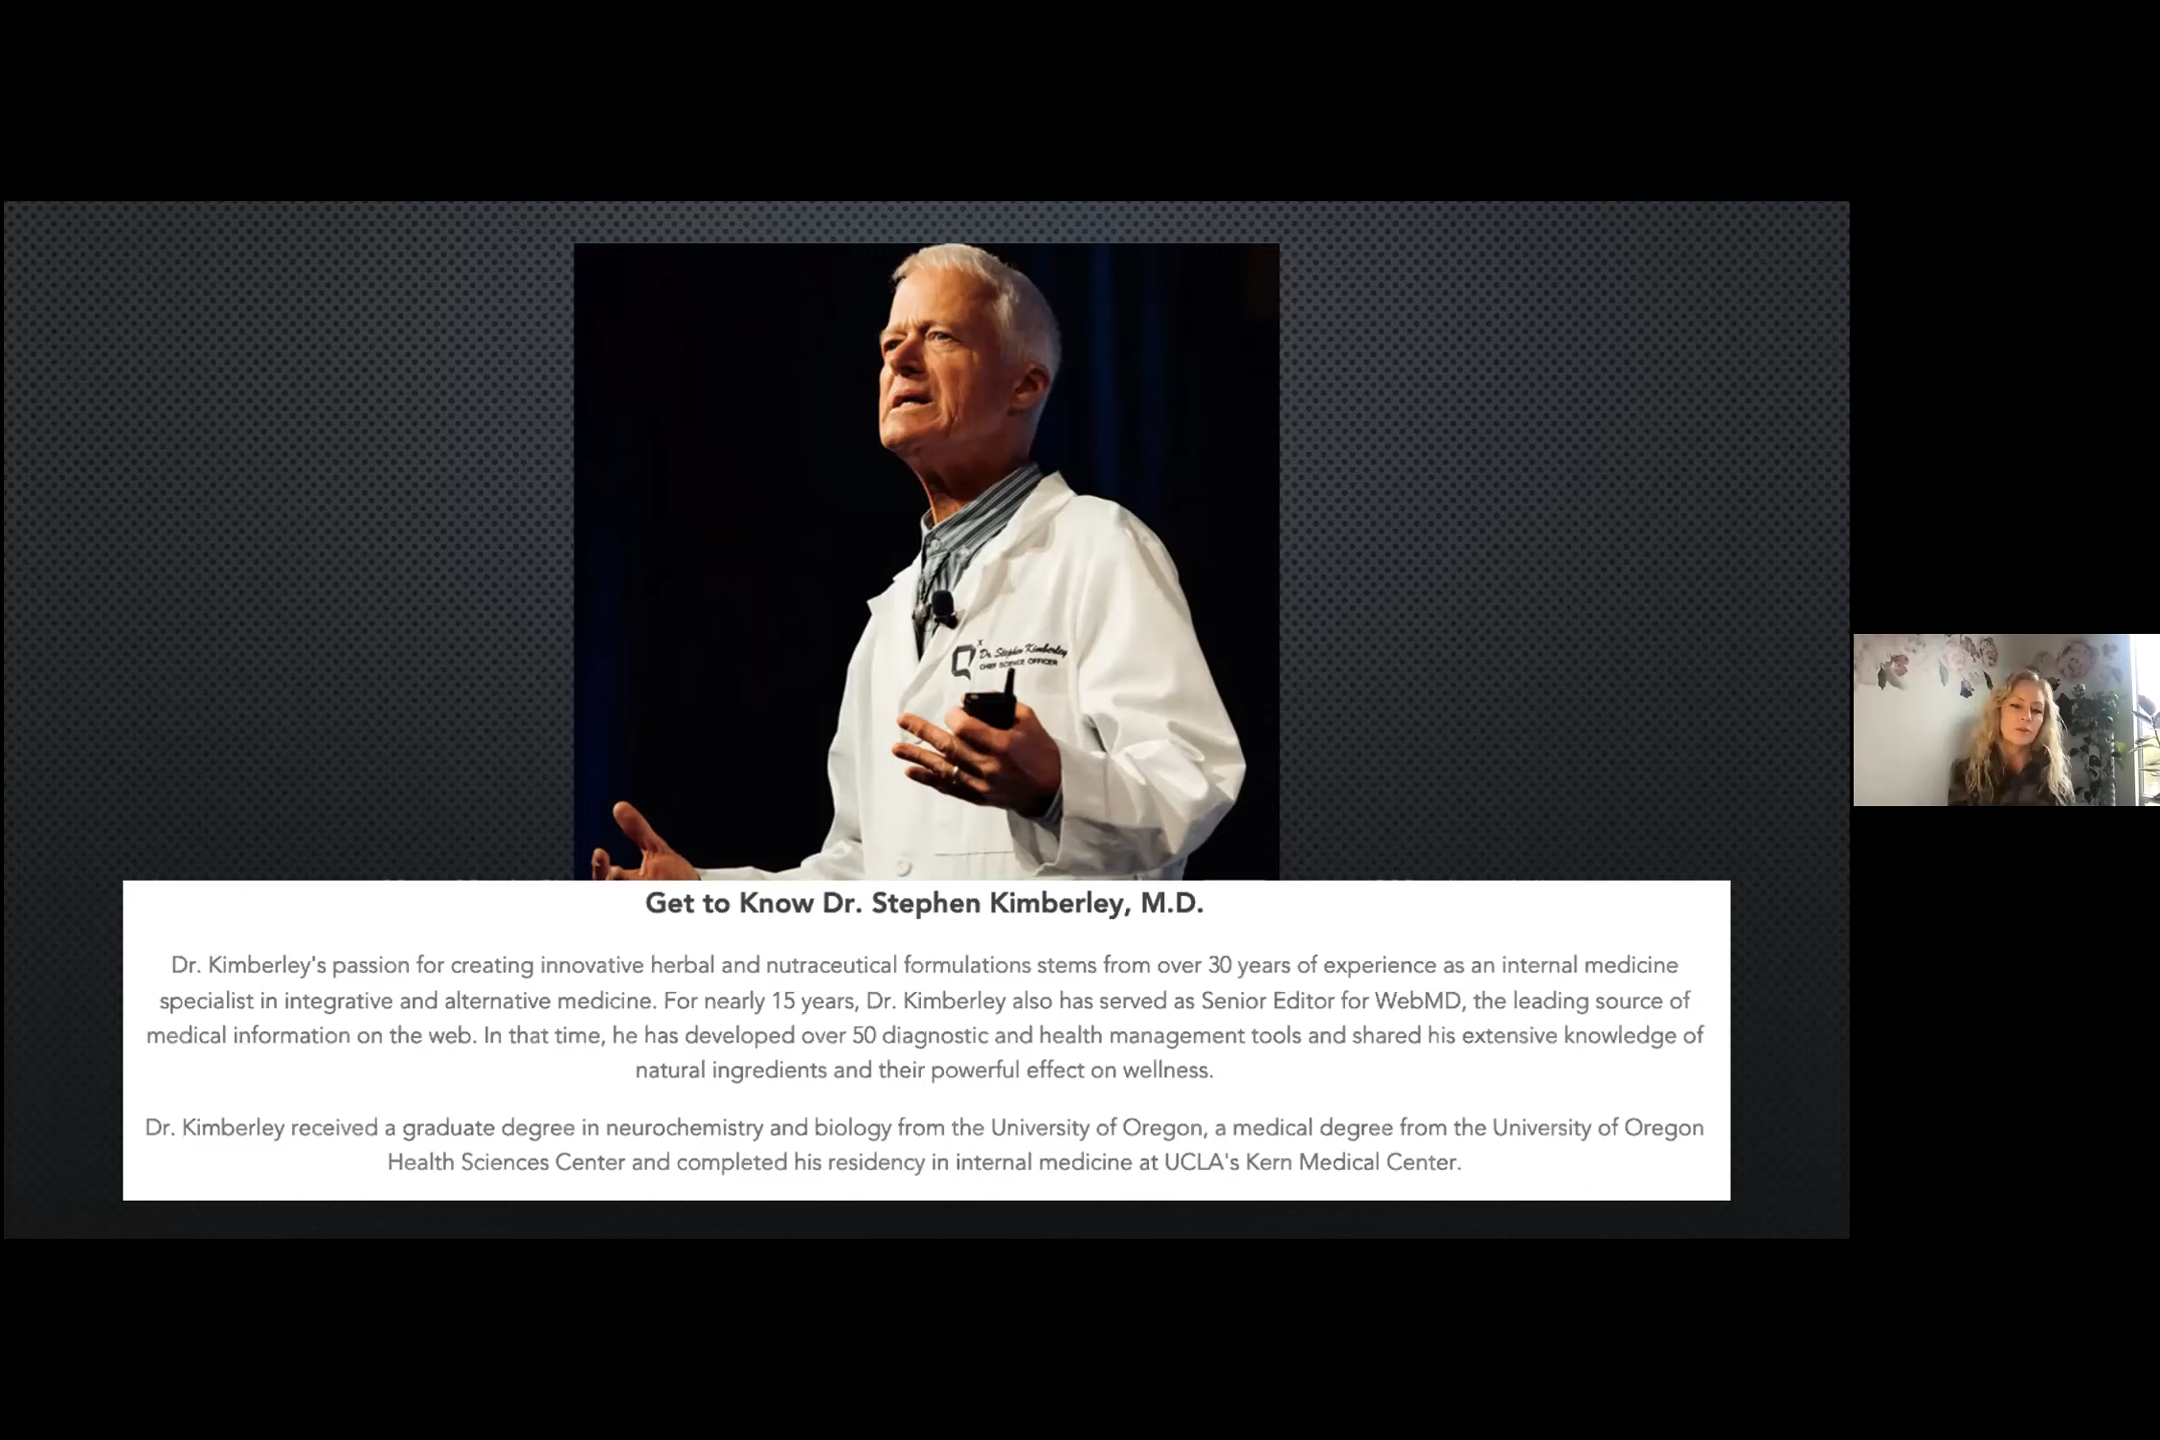 Q
x
Dr. Stephen Kimberley
CHIEF SCIENCE OFFICER
Get to Know Dr. Stephen Kimberley, M.D.
Dr. Kimberley's passion for creating innovative herbal and nutraceutical formulations stems from over 30 years of experience as an internal medicine
specialist in integrative and alternative medicine. For nearly 15 years, Dr. Kimberley also has served as Senior Editor for WebMD, the leading source of
medical information on the web. In that time, he has developed over 50 diagnostic and health management tools and shared his extensive knowledge of
natural ingredients and their powerful effect on wellness.
Dr. Kimberley received a graduate degree in neurochemistry and biology from the University of Oregon, a medical degree from the University of Oregon
Health Sciences Center and completed his residency in internal medicine at UCLA's Kern Medical Center.